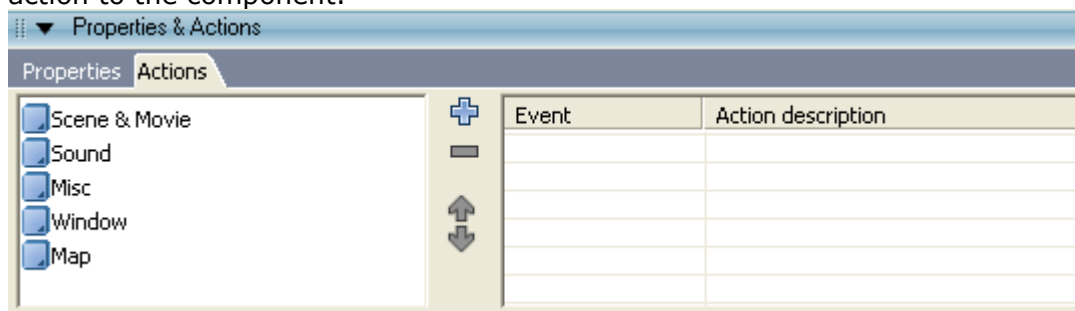 action to the component.
Properties & Actions
Properties Actions
Scene & Movie
Sound
Misc
Window
Map
Event Action description